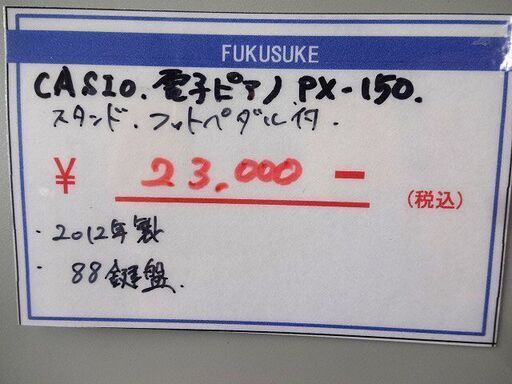 FUKUSUKE
CASIO.電子ピアノ.PX-150.
スタンド.フットペダル付.
¥ 23,000 -
(税込)
・2012年製
・88鍵盤.